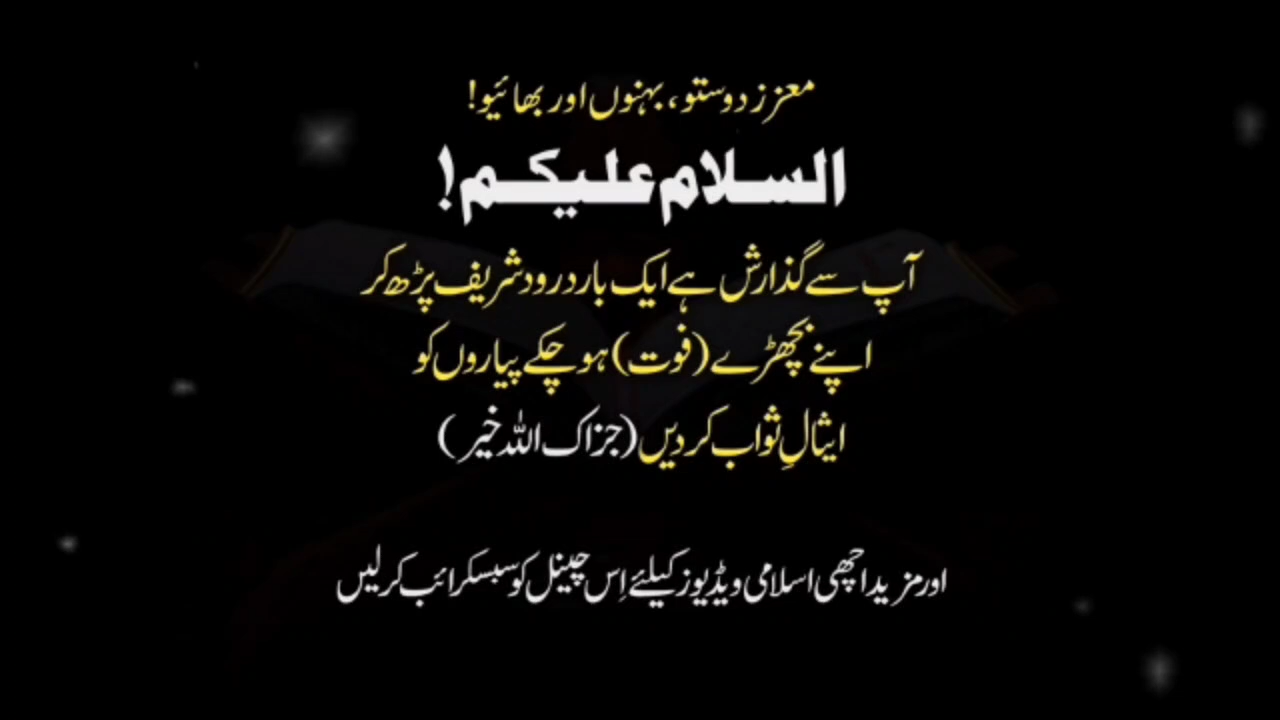 معزز دوستو، بہنوں اور بھائیو!
السلام علیکم!
آپ سے گذارش ہے ایک بار درود شریف پڑھ کر
اپنے بچھڑے (فوت) ہو چکے پیاروں کو
ایثالِ ثواب کر دیں (جزاک اللہ خیر)
اور مزید اچھی اسلامی ویڈیوز کیلئے اِس چینل کو سبسکرائب کر لیں